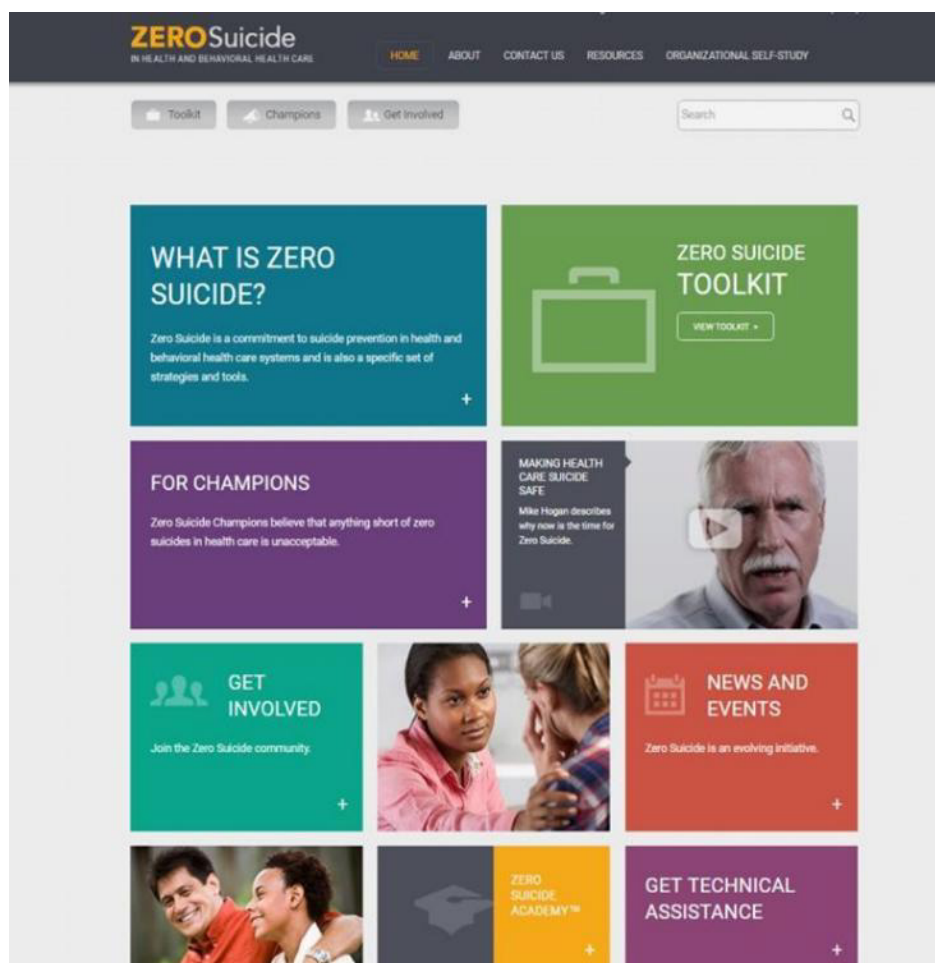 ZEROSuicide
IN HEALTH AND BEHAVIORAL HEALTH CARE
HOME ABOUT CONTACT US RESOURCES ORGANIZATIONAL SELF-STUDY
Toolkit Champions Get Involved
Search
WHAT IS ZERO
SUICIDE?
Zero Suicide is a commitment to suicide prevention in health and
behavioral health care systems and is also a specific set of
strategies and tools.
+
ZERO SUICIDE
TOOLKIT
VIEW TOOLKIT +
FOR CHAMPIONS
Zero Suicide Champions believe that anything short of zero
suicides in health care is unacceptable.
+
MAKING HEALTH
CARE SUICIDE
SAFE
Mike Hogan describes
why now is the time for
Zero Suicide.
GET
INVOLVED
Join the Zero Suicide community.
+
NEWS AND
EVENTS
Zero Suicide is an evolving initiative.
+
ZERO
SUICIDE
ACADEMY™
+
GET TECHNICAL
ASSISTANCE
+